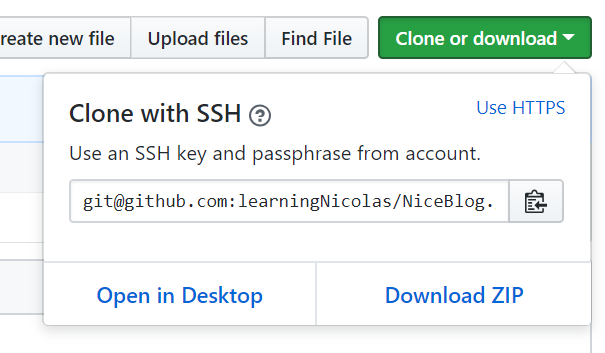 reate new file Upload files Find File Clone or download
Clone with SSH ?
Use HTTPS
Use an SSH key and passphrase from account.
git@github.com:learningNicolas/NiceBlog.
Open in Desktop Download ZIP